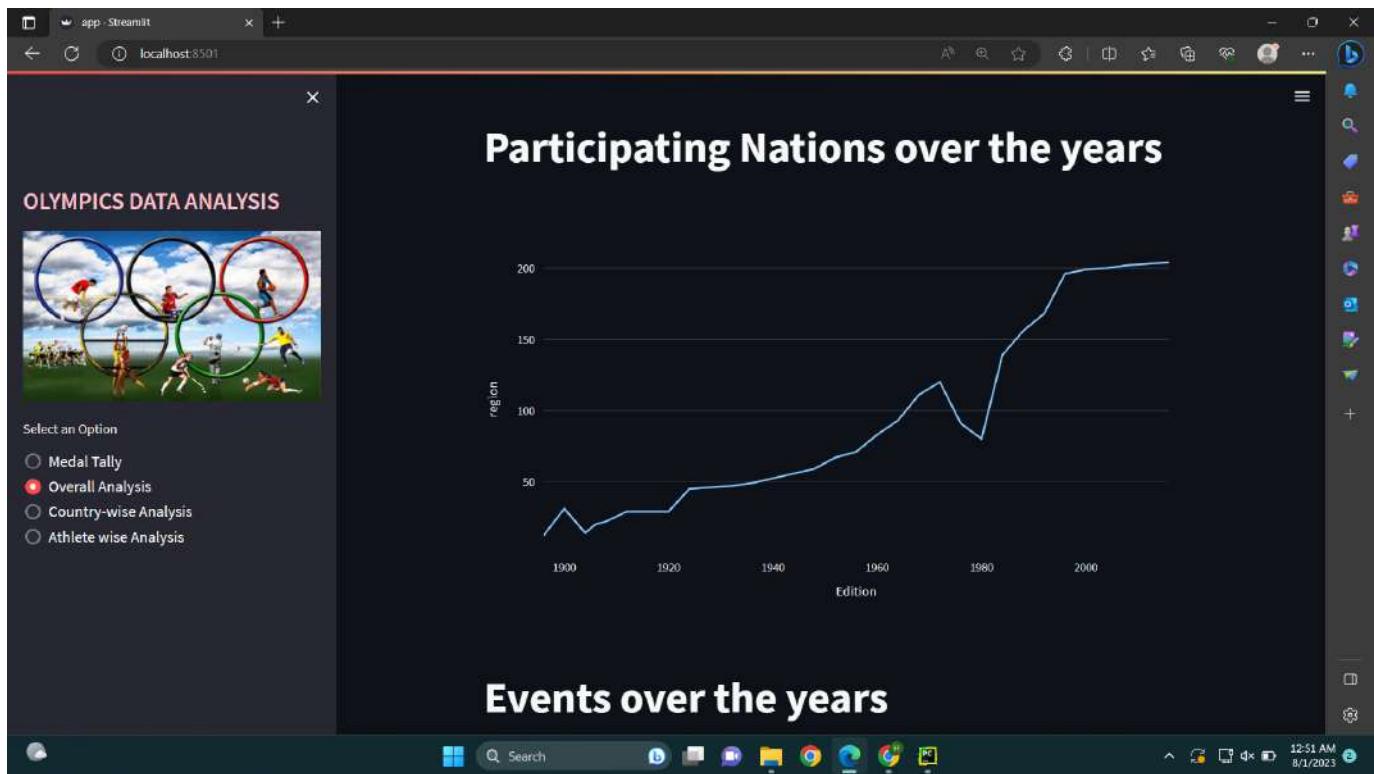 app · Streamlit
localhost:8501
OLYMPICS DATA ANALYSIS
Select an Option
Medal Tally
Overall Analysis
Country-wise Analysis
Athlete wise Analysis
Participating Nations over the years
200
150
100
50
region
1900 1920 1940 1960 1980 2000
Edition
Events over the years
Search
12:51 AM
8/1/2023